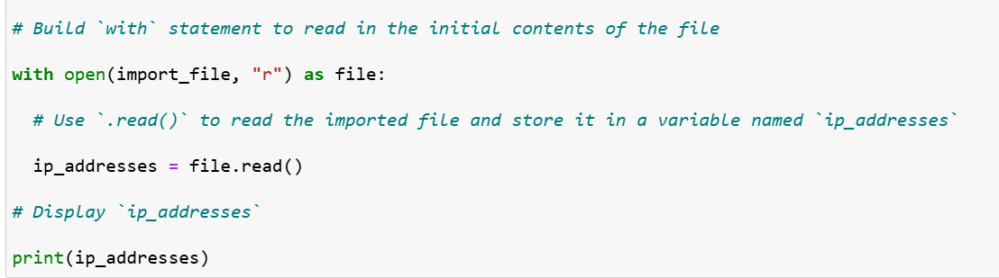 # Build `with` statement to read in the initial contents of the file
with open(import_file, "r") as file:
  # Use `.read()` to read the imported file and store it in a variable named `ip_addresses`
  ip_addresses = file.read()
# Display `ip_addresses`
print(ip_addresses)